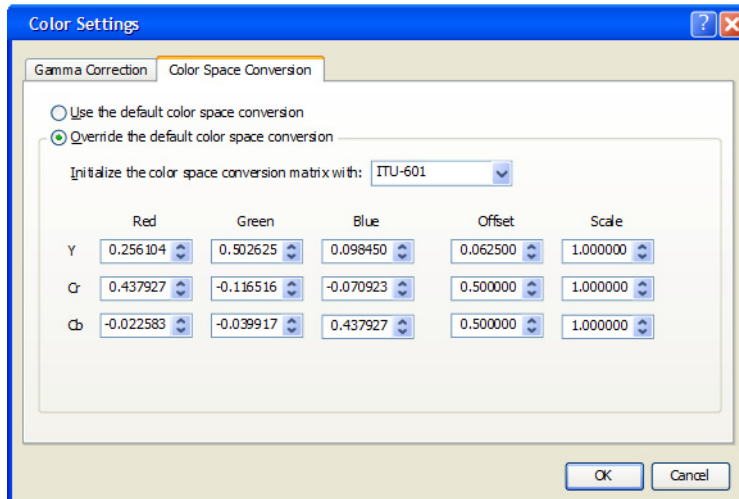 Color Settings
Gamma Correction Color Space Conversion
Use the default color space conversion
Override the default color space conversion
Initialize the color space conversion matrix with: ITU-601
Red Green Blue Offset Scale
Y 0.256104 0.502625 0.098450 0.062500 1.000000
Cr 0.437927 -0.116516 -0.070923 0.500000 1.000000
Cb -0.022583 -0.039917 0.437927 0.500000 1.000000
OK Cancel